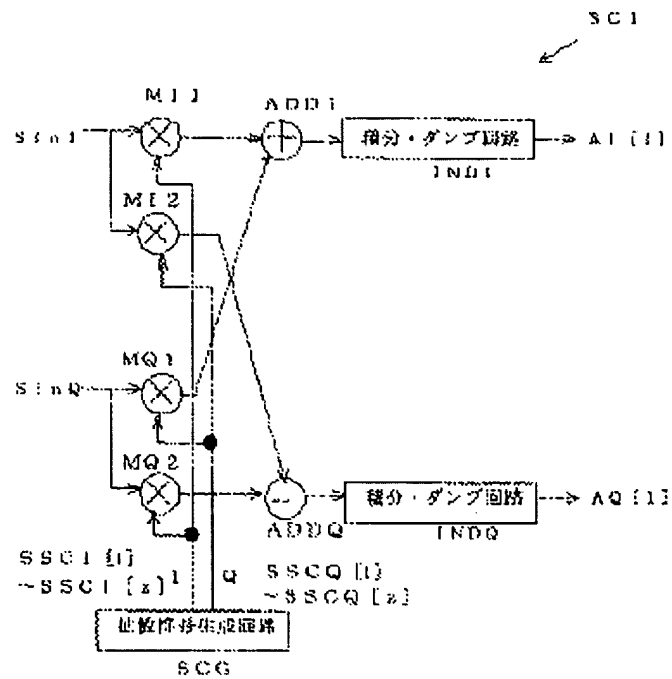 SC1
MI1
ADDI
SInI
積分・ダンプ回路
AI[1]
INDI
MI2
MQ1
SInQ
MQ2
積分・ダンプ回路
AQ[1]
ADDQ
INDQ
SSCI[1]
～SSCI[z]
I
Q
SSCQ[1]
～SSCQ[z]
SCG